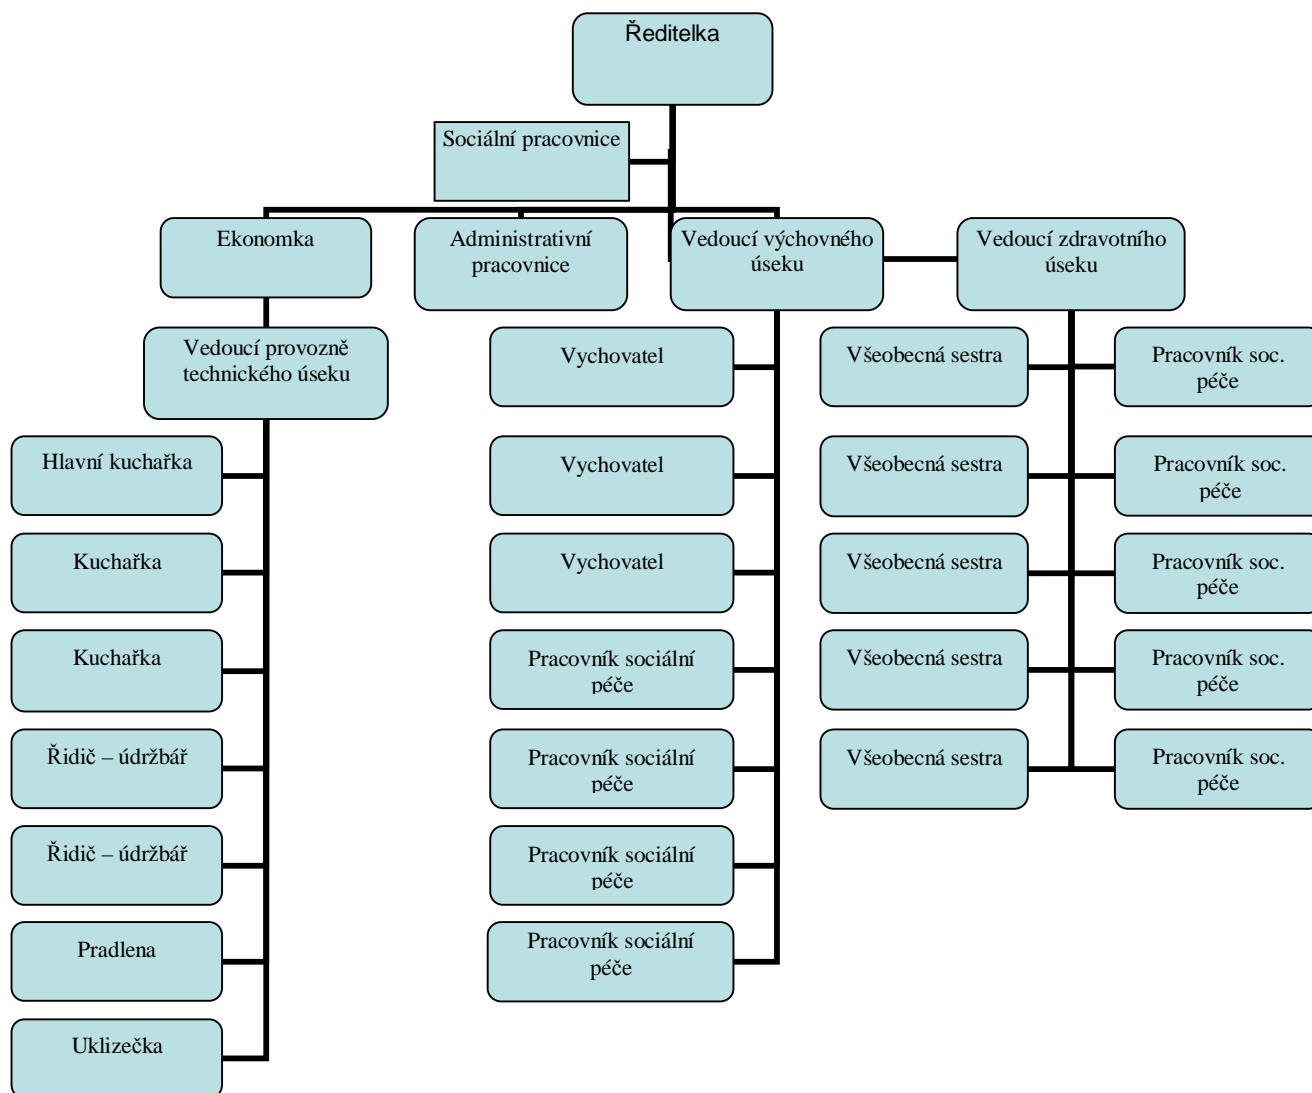 Ředitelka
Sociální pracovnice
Ekonomka
Administrativní
pracovnice
Vedoucí výchovného
úseku
Vedoucí zdravotního
úseku
Vedoucí provozně
technického úseku
Vychovatel
Všeobecná sestra
Pracovník soc.
péče
Hlavní kuchařka
Vychovatel
Všeobecná sestra
Pracovník soc.
péče
Kuchařka
Vychovatel
Všeobecná sestra
Pracovník soc.
péče
Kuchařka
Pracovník sociální
péče
Všeobecná sestra
Pracovník soc.
péče
Řidič – údržbář
Pracovník sociální
péče
Všeobecná sestra
Pracovník soc.
péče
Řidič – údržbář
Pracovník sociální
péče
Pradlena
Pracovník sociální
péče
Uklizečka